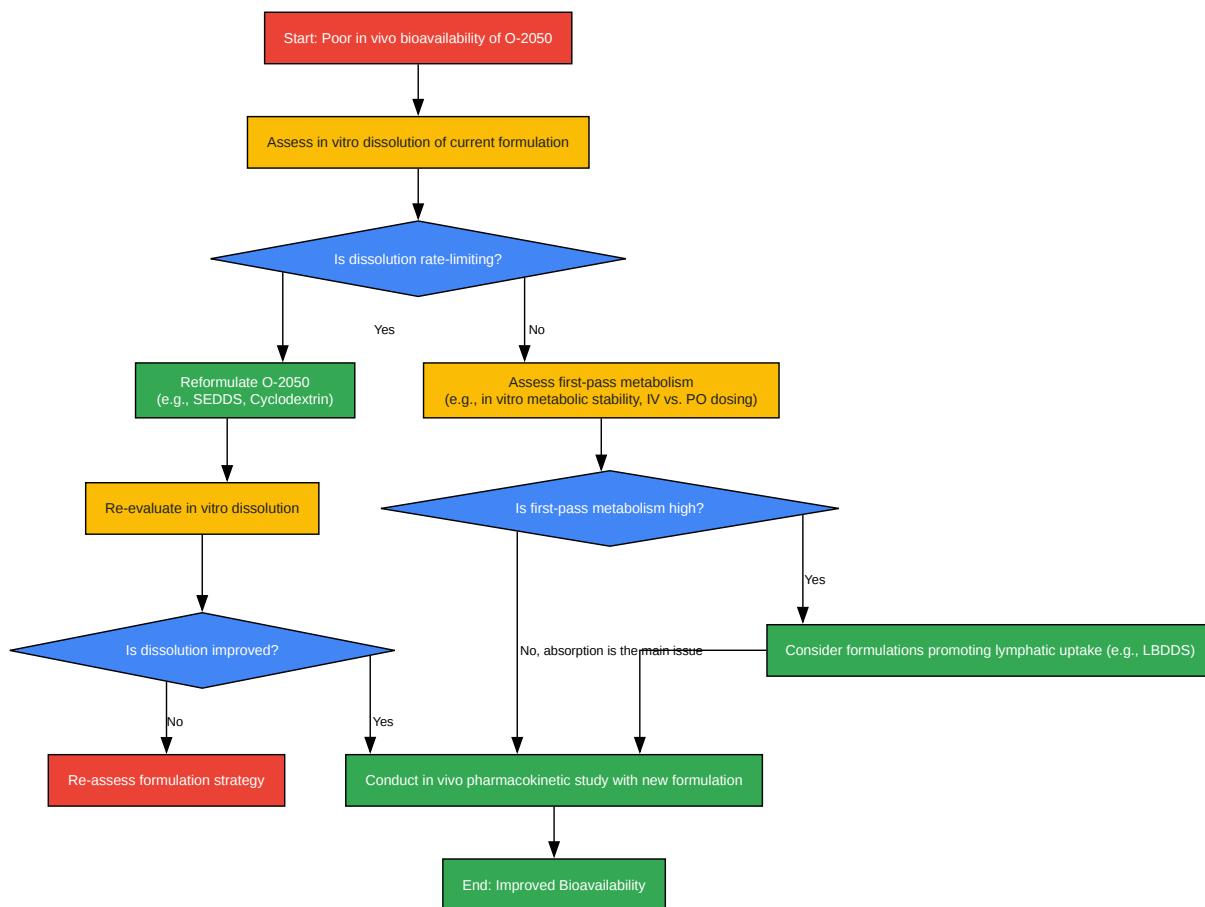 Start: Poor in vivo bioavailability of O-2050
Assess in vitro dissolution of current formulation
Is dissolution rate-limiting?
Yes
No
Reformulate O-2050
(e.g., SEDDS, Cyclodextrin)
Assess first-pass metabolism
(e.g., in vitro metabolic stability, IV vs. PO dosing)
Re-evaluate in vitro dissolution
Is first-pass metabolism high?
Yes
Is dissolution improved?
No, absorption is the main issue
Consider formulations promoting lymphatic uptake (e.g., LBDDS)
No
Yes
Re-assess formulation strategy
Conduct in vivo pharmacokinetic study with new formulation
End: Improved Bioavailability